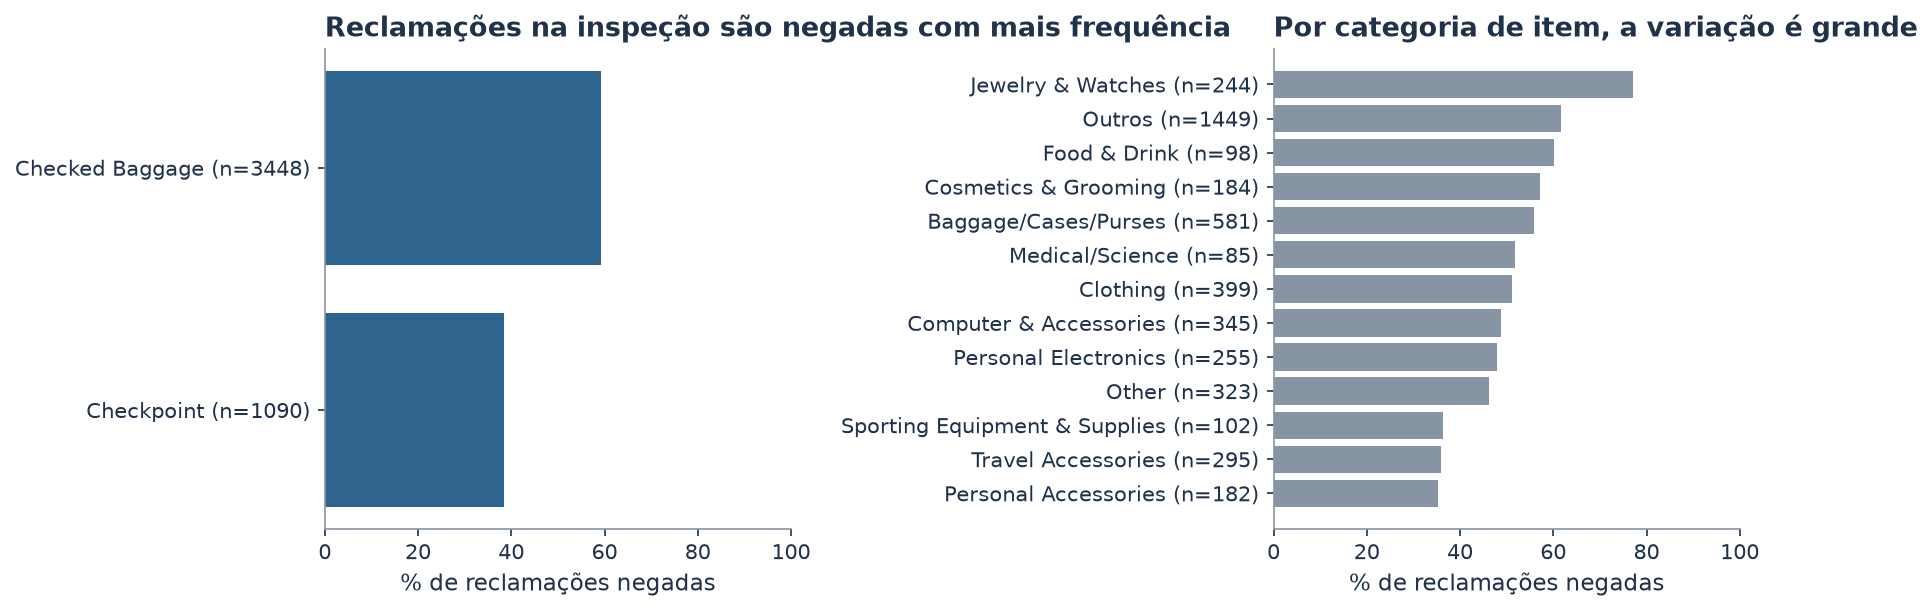 Reclamações na inspeção são negadas com mais frequência
Checked Baggage (n=3448)
Checkpoint (n=1090)
0 20 40 60 80 100
% de reclamações negadas
Por categoria de item, a variação é grande
Jewelry & Watches (n=244)
Outros (n=1449)
Food & Drink (n=98)
Cosmetics & Grooming (n=184)
Baggage/Cases/Purses (n=581)
Medical/Science (n=85)
Clothing (n=399)
Computer & Accessories (n=345)
Personal Electronics (n=255)
Other (n=323)
Sporting Equipment & Supplies (n=102)
Travel Accessories (n=295)
Personal Accessories (n=182)
0 20 40 60 80 100
% de reclamações negadas